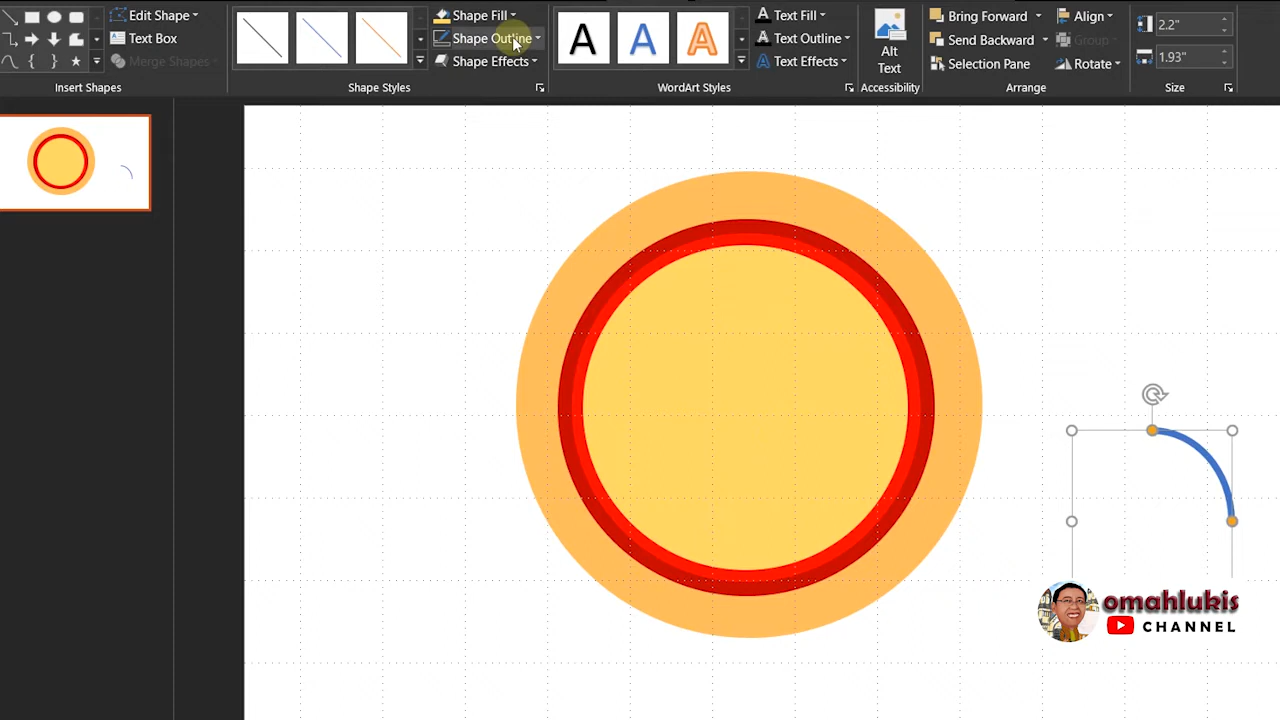 Edit Shape
Text Box
Merge Shapes
Insert Shapes
Shape Fill
Shape Outline
Shape Effects
Shape Styles
A A A
WordArt Styles
Text Fill
Text Outline
Text Effects
Alt
Text
Accessibility
Bring Forward
Send Backward
Selection Pane
Align
Group
Rotate
Arrange
2.2"
1.93"
Size
omahlukis
CHANNEL